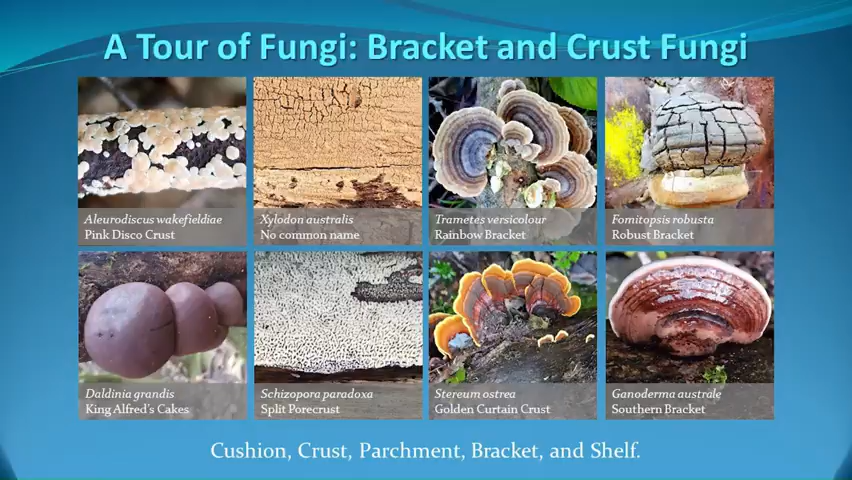 A Tour of Fungi: Bracket and Crust Fungi
Aleurodiscus wakefieldiae
Pink Disco Crust
Xylodon australis
No common name
Trametes versicolour
Rainbow Bracket
Fomitopsis robusta
Robust Bracket
Daldinia grandis
King Alfred's Cakes
Schizopora paradoxa
Split Porecrust
Stereum ostrea
Golden Curtain Crust
Ganoderma australe
Southern Bracket
Cushion, Crust, Parchment, Bracket, and Shelf.